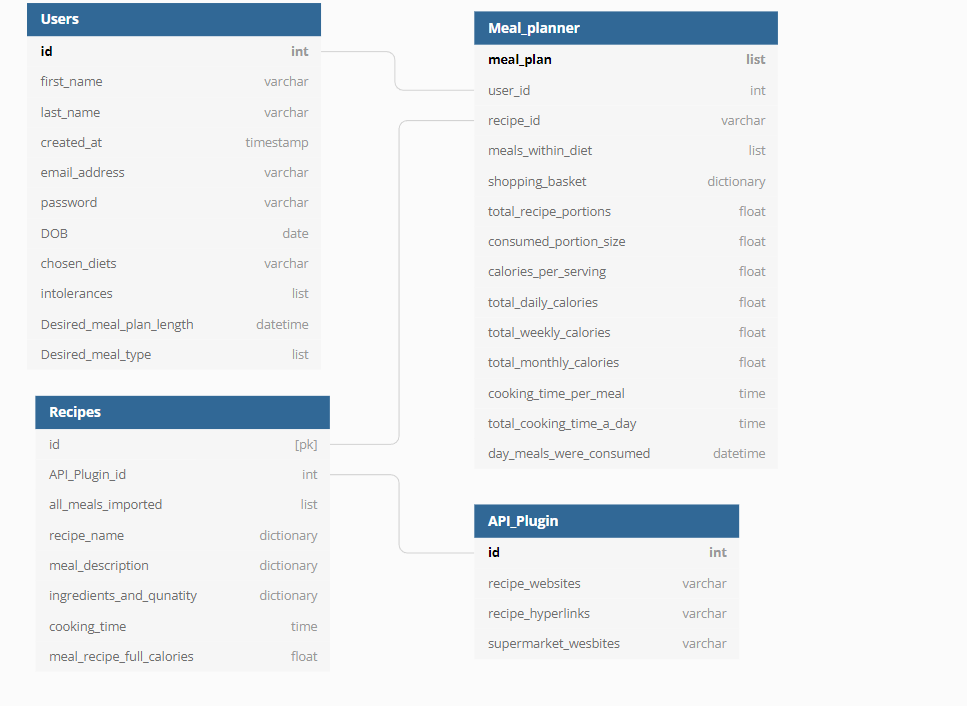 Users
id int
first_name varchar
last_name varchar
created_at timestamp
email_address varchar
password varchar
DOB date
chosen_diets varchar
intolerances list
Desired_meal_plan_length datetime
Desired_meal_type list
Meal_planner
meal_plan list
user_id int
recipe_id varchar
meals_within_diet list
shopping_basket dictionary
total_recipe_portions float
consumed_portion_size float
calories_per_serving float
total_daily_calories float
total_weekly_calories float
total_monthly_calories float
cooking_time_per_meal time
total_cooking_time_a_day time
day_meals_were_consumed datetime
Recipes
id [pk]
API_Plugin_id int
all_meals_imported list
recipe_name dictionary
meal_description dictionary
ingredients_and_qunatity dictionary
cooking_time time
meal_recipe_full_calories float
API_Plugin
id int
recipe_websites varchar
recipe_hyperlinks varchar
supermarket_wesbites varchar